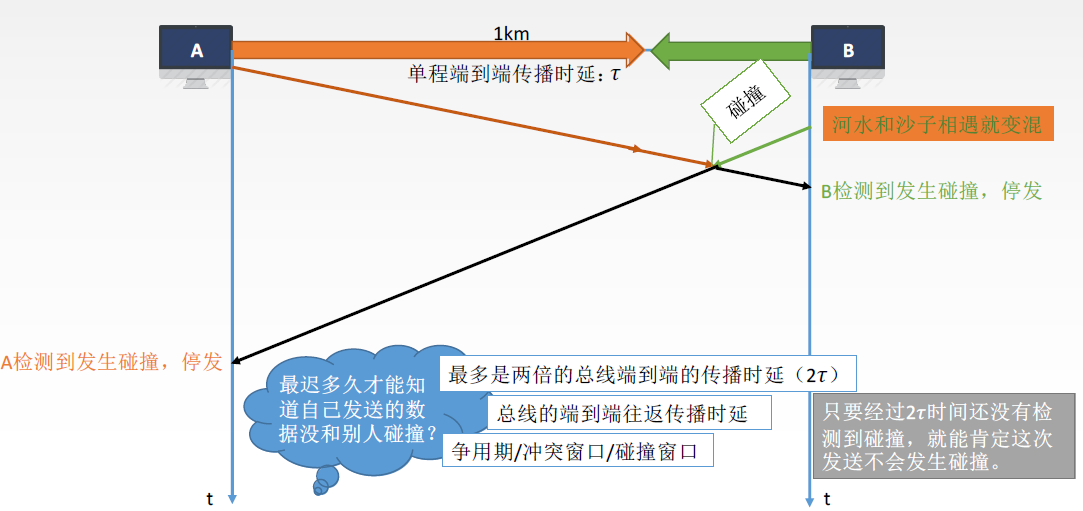 A
1km
B
单程端到端传播时延：τ
碰撞
河水和沙子相遇就变混
B检测到发生碰撞，停发
A检测到发生碰撞，停发
最迟多久才能知
道自己发送的数
据没和别人碰撞？
最多是两倍的总线端到端的传播时延（2τ）
总线的端到端往返传播时延
争用期/冲突窗口/碰撞窗口
只要经过2τ时间还没有检
测到碰撞，就能肯定这次
发送不会发生碰撞。
t
t